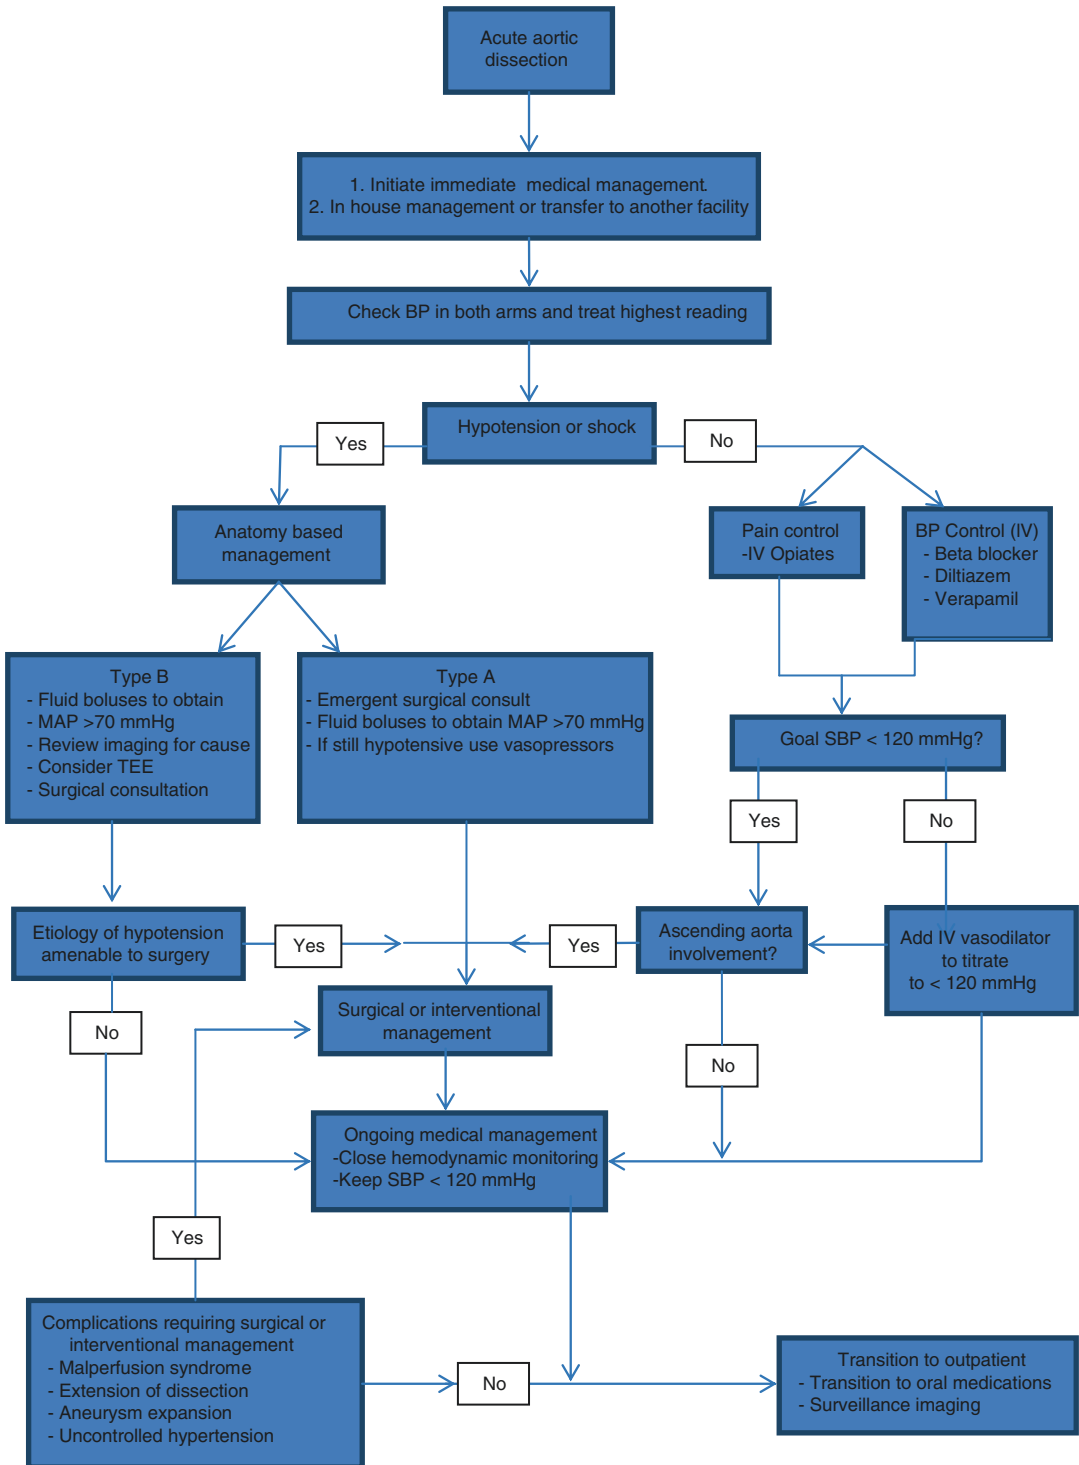 Acute aortic
dissection
1. Initiate immediate medical management.
2. In house management or transfer to another facility
Check BP in both arms and treat highest reading
Hypotension or shock
Yes
No
Anatomy based
management
Pain control
-IV Opiates
BP Control (IV)
- Beta blocker
- Diltiazem
- Verapamil
Type B
- Fluid boluses to obtain
- MAP >70 mmHg
- Review imaging for cause
- Consider TEE
- Surgical consultation
Type A
- Emergent surgical consult
- Fluid boluses to obtain MAP >70 mmHg
- If still hypotensive use vasopressors
Goal SBP < 120 mmHg?
Yes
No
Etiology of hypotension
amenable to surgery
Yes
Yes
Ascending aorta
involvement?
Add IV vasodilator
to titrate
to < 120 mmHg
No
Surgical or interventional
management
No
Ongoing medical management
-Close hemodynamic monitoring
-Keep SBP < 120 mmHg
Yes
Complications requiring surgical or
interventional management
- Malperfusion syndrome
- Extension of dissection
- Aneurysm expansion
- Uncontrolled hypertension
No
Transition to outpatient
- Transition to oral medications
- Surveillance imaging